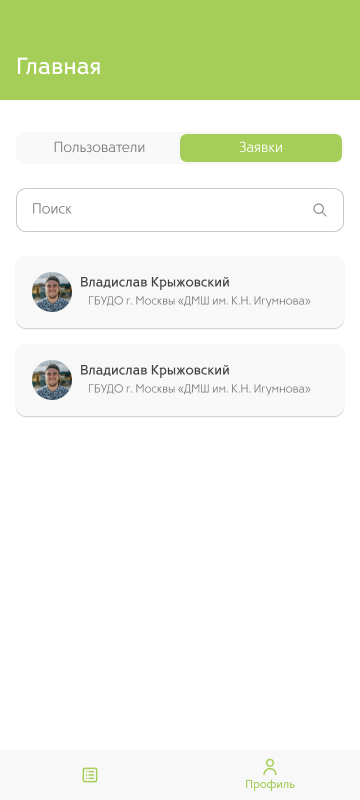 Главная
Пользователи
Заявки
Поиск
Владислав Крыжовский
ГБУДО г. Москвы «ДМШ им. К.Н. Игумнова»
Владислав Крыжовский
ГБУДО г. Москвы «ДМШ им. К.Н. Игумнова»
Профиль